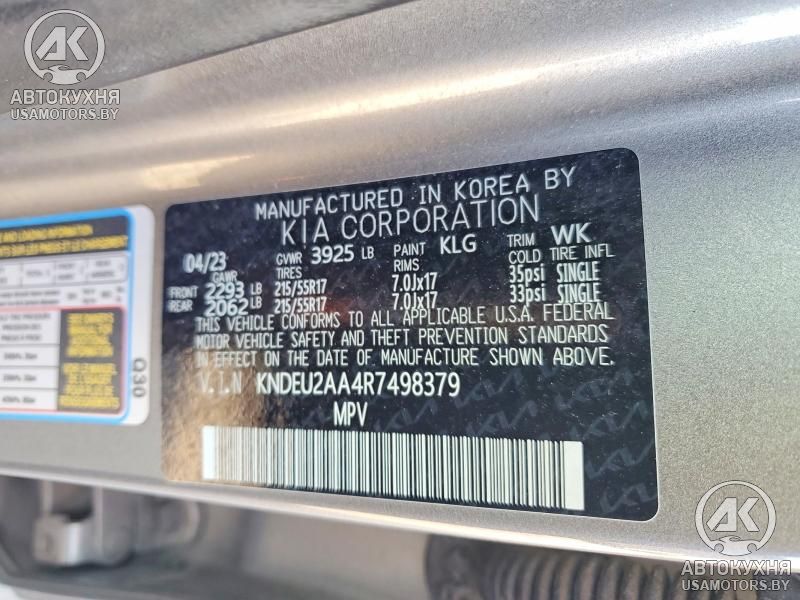 AK
АВТОКУХНЯ
USAMOTORS.BY
MANUFACTURED IN KOREA BY
KIA CORPORATION
04/23 GVWR 3925 LB PAINT KLG TRIM WK
GAWR TIRES RIMS COLD TIRE INFL
FRONT 2293 LB 215/55R17 7.0Jx17 35psi SINGLE
REAR 2062 LB 215/55R17 7.0Jx17 33psi SINGLE
THIS VEHICLE CONFORMS TO ALL APPLICABLE U.S.A. FEDERAL
MOTOR VEHICLE SAFETY AND THEFT PREVENTION STANDARDS
IN EFFECT ON THE DATE OF MANUFACTURE SHOWN ABOVE.
V.I.N KNDEU2AA4R7498379
MPV
Q30
AK
АВТОКУХНЯ
USAMOTORS.BY